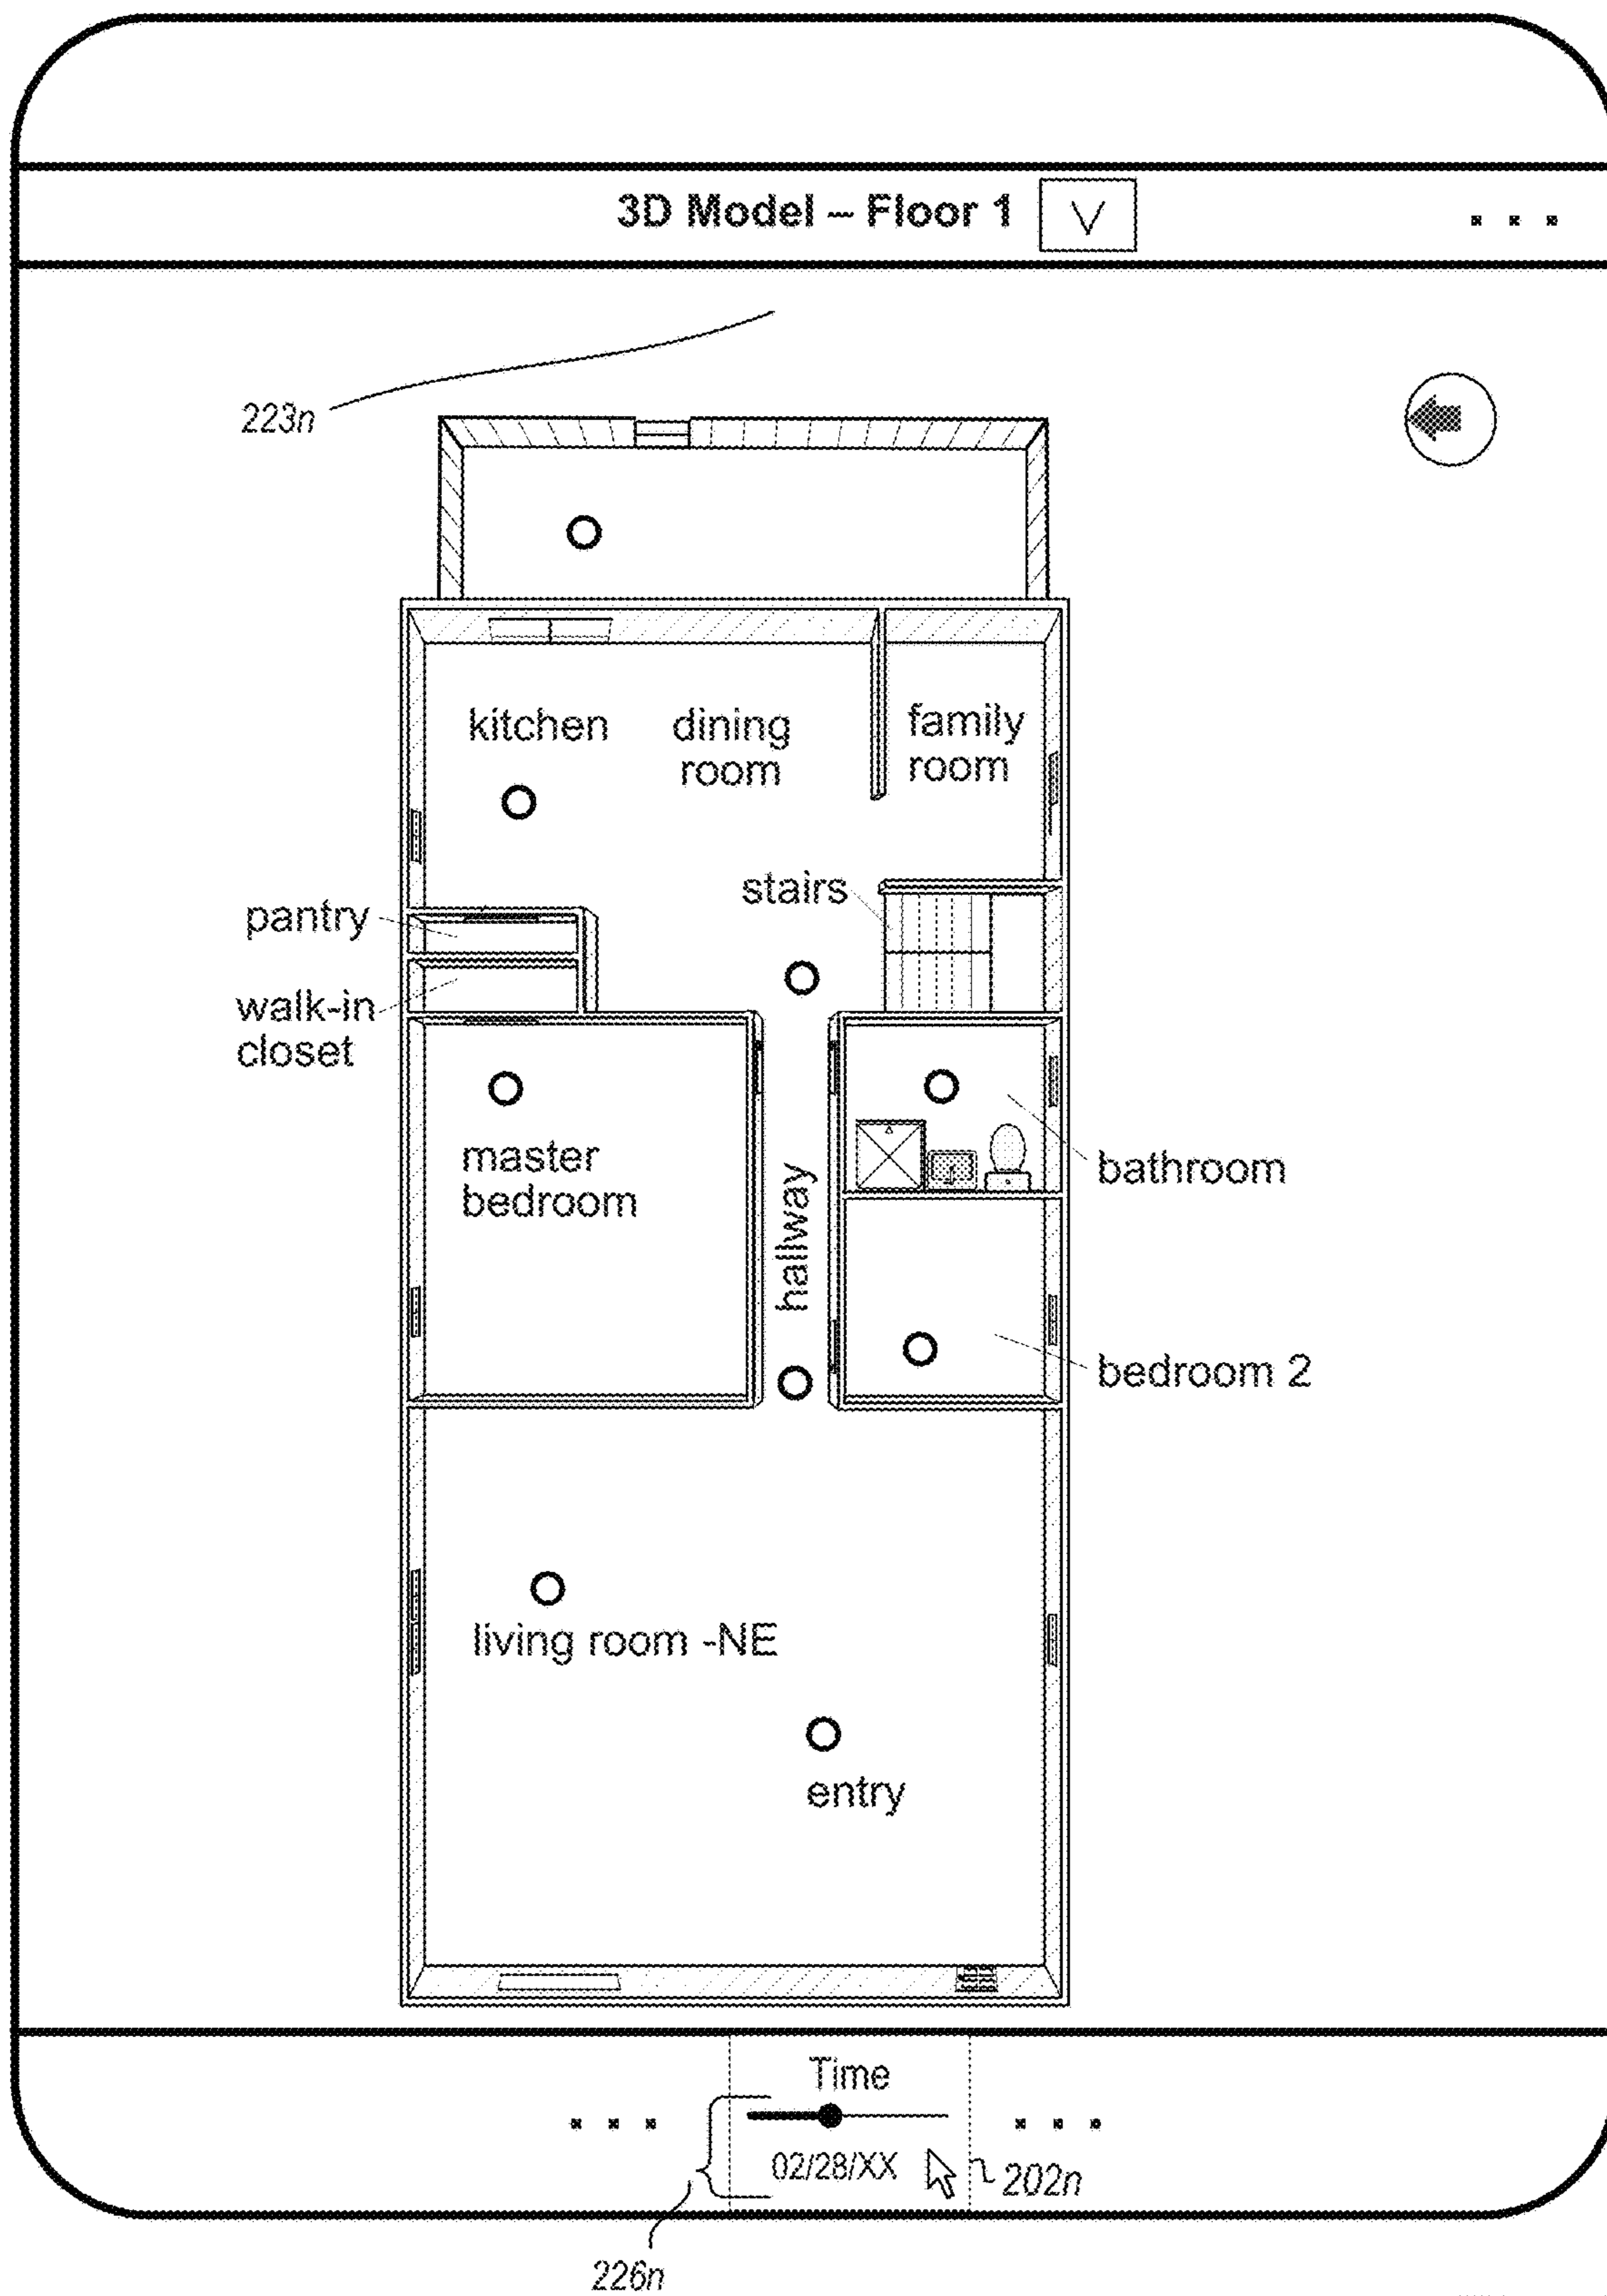 3D Model – Floor 1
. . .
223n
kitchen
dining
room
family
room
stairs
pantry
walk-in
closet
master
bedroom
hallway
bathroom
bedroom 2
living room -NE
entry
Time
. . .
. . .
02/28/XX
202n
226n